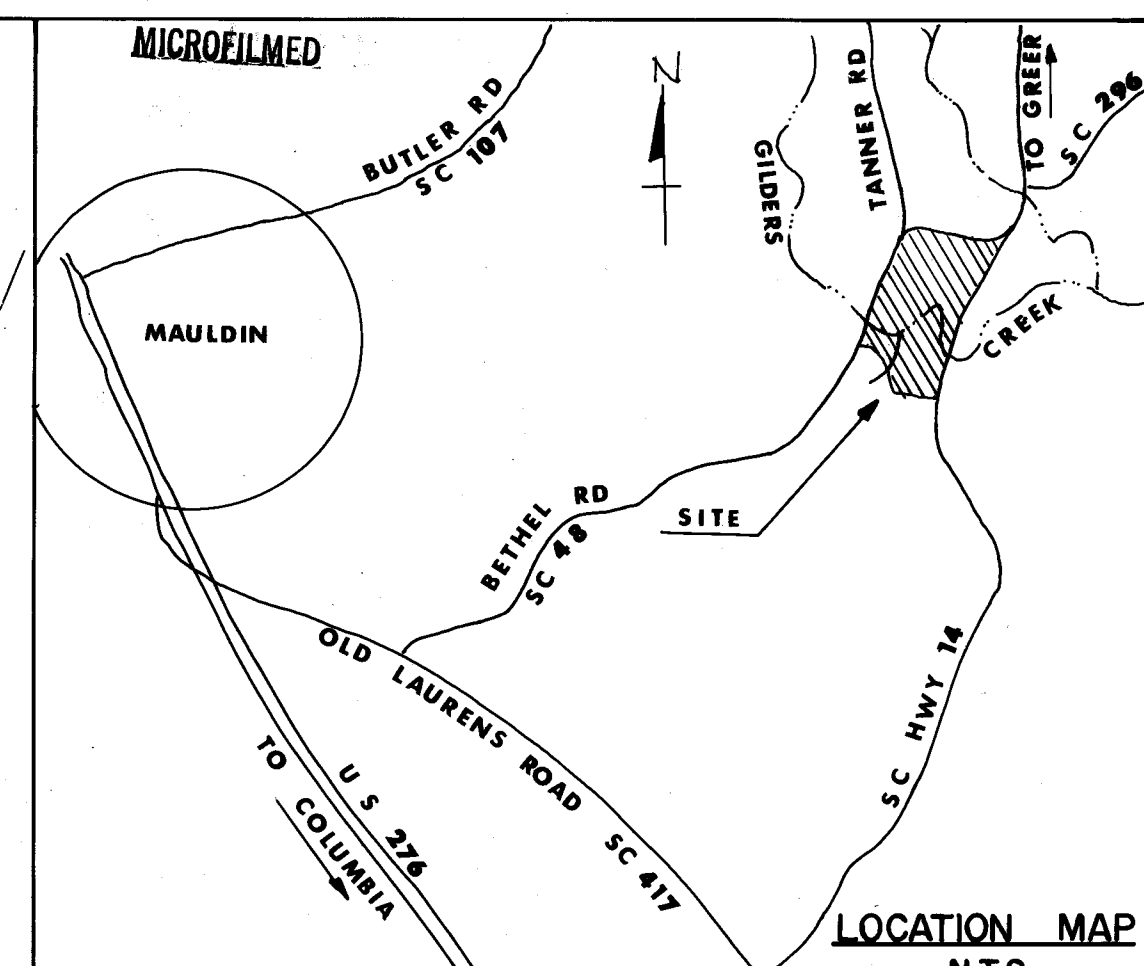 MICROFILMED
BUTLER RD
SC 107
N
GILDERS
TANNER RD
TO GREER
SC 296
MAULDIN
CREEK
BETHEL RD
SC 48
SITE
OLD LAURENS ROAD SC 417
SC HWY 14
TO COLUMBIA
US 276
LOCATION MAP
N.T.S.